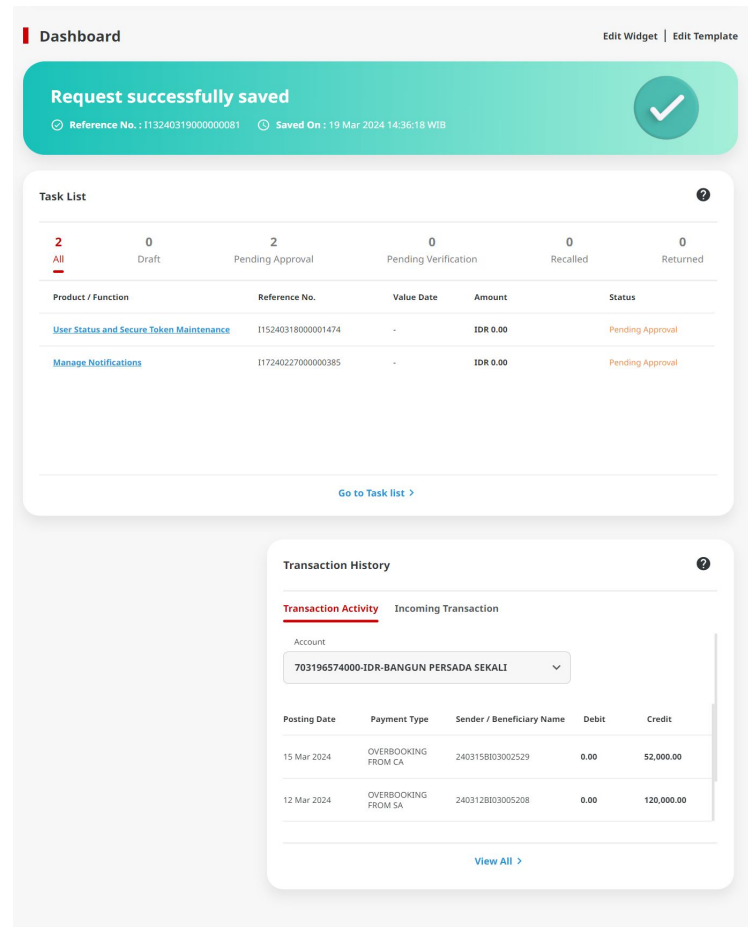 Dashboard
Edit Widget | Edit Template
Request successfully saved
Reference No. : I13240319000000081 Saved On : 19 Mar 2024 14:36:18 WIB
Task List
2 0 2 0 0 0
All Draft Pending Approval Pending Verification Recalled Returned
Product / Function Reference No. Value Date Amount Status
User Status and Secure Token Maintenance I15240318000001474 - IDR 0.00 Pending Approval
Manage Notifications I17240227000000385 - IDR 0.00 Pending Approval
Go to Task list >
Transaction History
Transaction Activity Incoming Transaction
Account
703196574000-IDR-BANGUN PERSADA SEKALI
Posting Date Payment Type Sender / Beneficiary Name Debit Credit
15 Mar 2024 OVERBOOKING FROM CA 240315BI03002529 0.00 52,000.00
12 Mar 2024 OVERBOOKING FROM SA 240312BI03005208 0.00 120,000.00
View All >